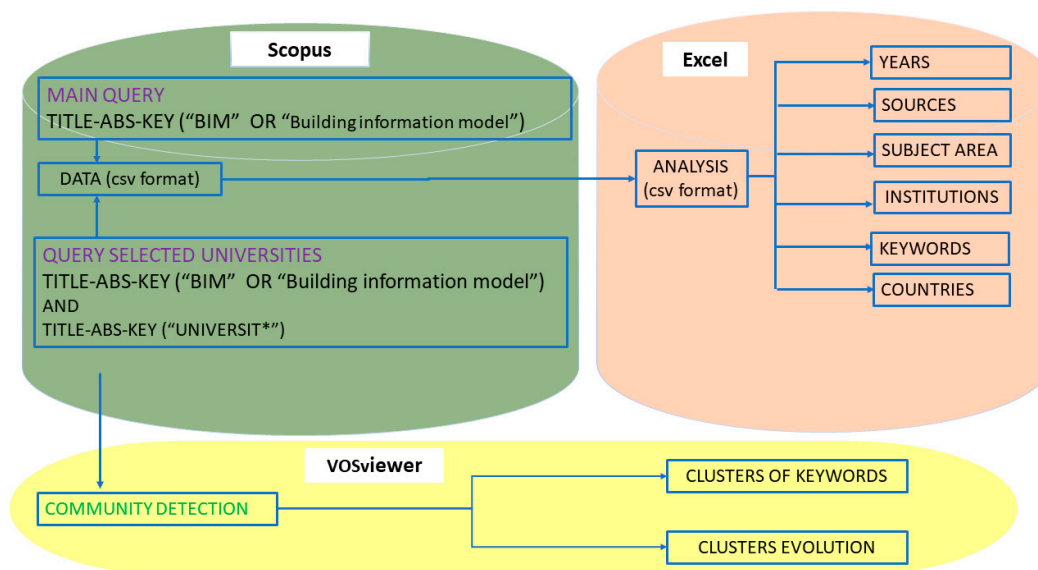 Scopus
MAIN QUERY
TITLE-ABS-KEY (“BIM” OR “Building information model”)
DATA (csv format)
QUERY SELECTED UNIVERSITIES
TITLE-ABS-KEY (“BIM” OR “Building information model”)
AND
TITLE-ABS-KEY (“UNIVERSIT*”)
Excel
ANALYSIS
(csv format)
YEARS
SOURCES
SUBJECT AREA
INSTITUTIONS
KEYWORDS
COUNTRIES
VOSviewer
COMMUNITY DETECTION
CLUSTERS OF KEYWORDS
CLUSTERS EVOLUTION